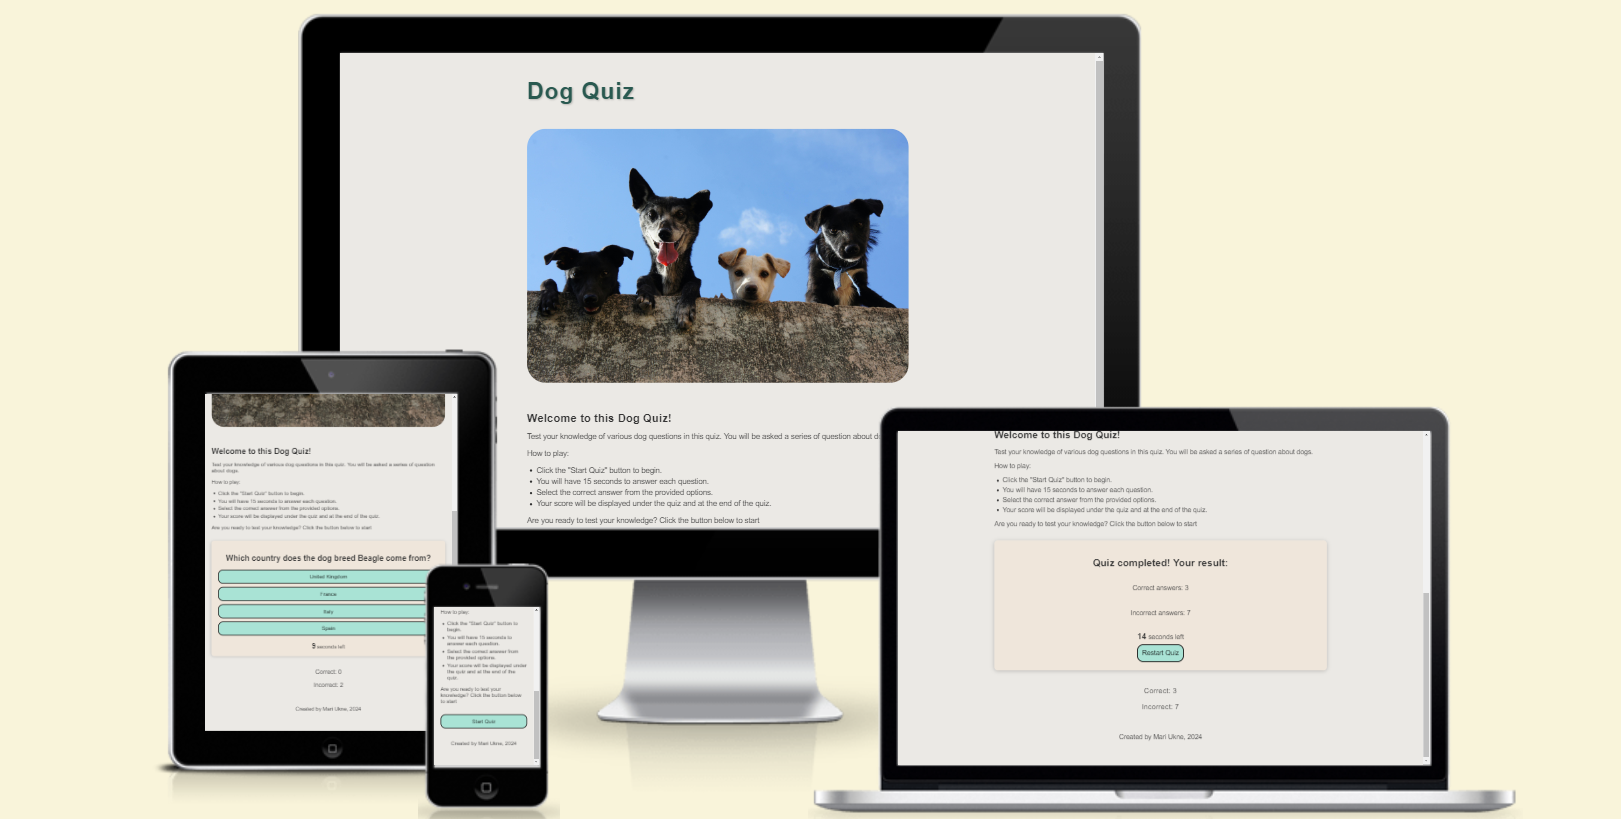 Dog Quiz
Welcome to this Dog Quiz!
Test your knowledge of various dog questions in this quiz. You will be asked a series of question about d
How to play:
• Click the "Start Quiz" button to begin.
• You will have 15 seconds to answer each question.
• Select the correct answer from the provided options.
• Your score will be displayed under the quiz and at the end of the quiz.
Are you ready to test your knowledge? Click the button below to start
Welcome to this Dog Quiz!
Test your knowledge of various dog questions in this quiz. You will be asked a series of question
about dogs.
How to play:
• Click the "Start Quiz" button to begin.
• You will have 15 seconds to answer each question.
• Select the correct answer from the provided options.
• Your score will be displayed under the quiz and at the end of the quiz.
Are you ready to test your knowledge? Click the button below to start
Which country does the dog breed Beagle come from?
United Kingdom
France
Italy
Spain
9 seconds left
Correct: 0
Incorrect: 2
Created by Mari Ukne, 2024
How to play:
• Click the "Start Quiz" button to
begin.
• You will have 15 seconds to
answer each question.
• Select the correct answer from
the provided options.
• Your score will be displayed under
the quiz and at the end of the
quiz.
Are you ready to test your
knowledge? Click the button below
to start
Start Quiz
Created by Mari Ukne, 2024
Welcome to this Dog Quiz!
Test your knowledge of various dog questions in this quiz. You will be asked a series of question about dogs.
How to play:
• Click the "Start Quiz" button to begin.
• You will have 15 seconds to answer each question.
• Select the correct answer from the provided options.
• Your score will be displayed under the quiz and at the end of the quiz.
Are you ready to test your knowledge? Click the button below to start
Quiz completed! Your result:
Correct answers: 3
Incorrect answers: 7
14 seconds left
Restart Quiz
Correct: 3
Incorrect: 7
Created by Mari Ukne, 2024